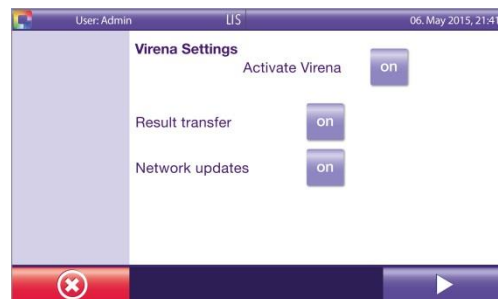 User: Admin LIS 06. May 2015, 21:41
Virena Settings
Activate Virena on
Result transfer on
Network updates on